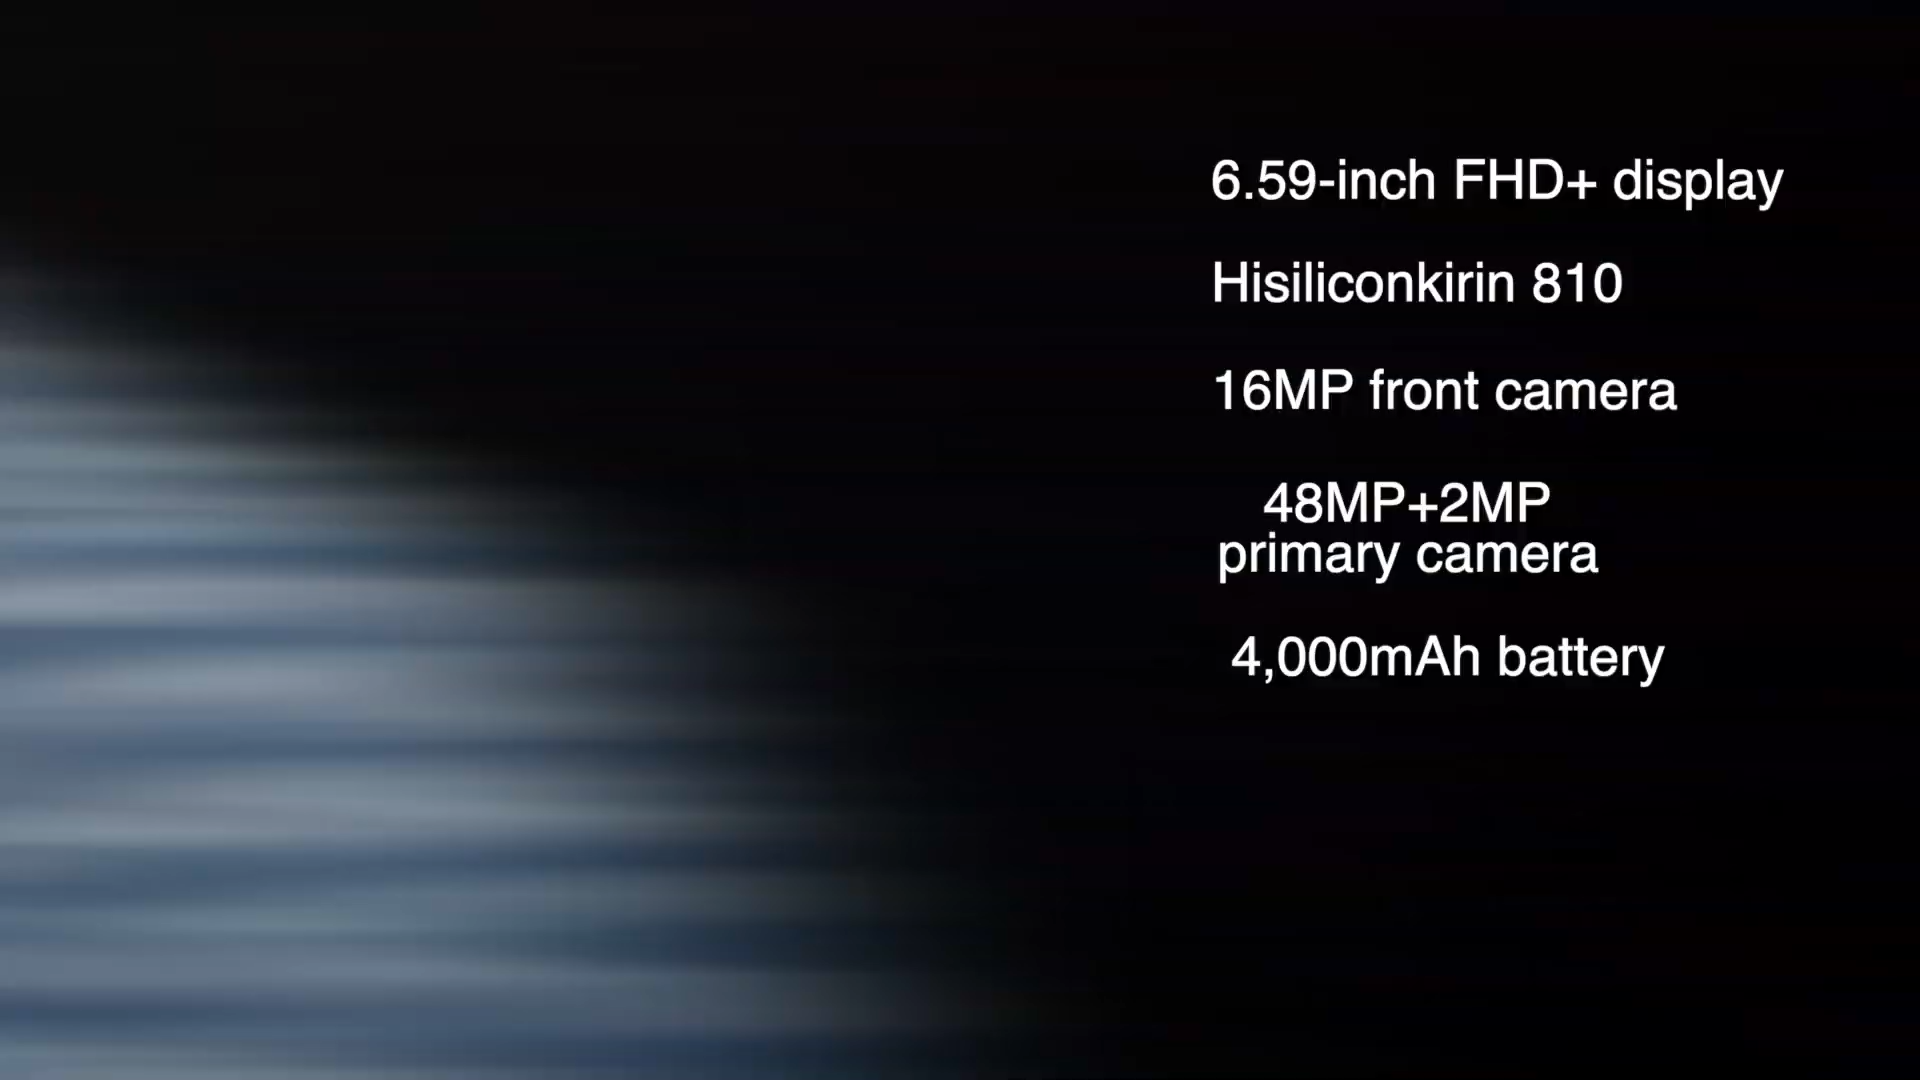 6.59-inch FHD+ display
Hisiliconkirin 810
16MP front camera
48MP+2MP
primary camera
4,000mAh battery